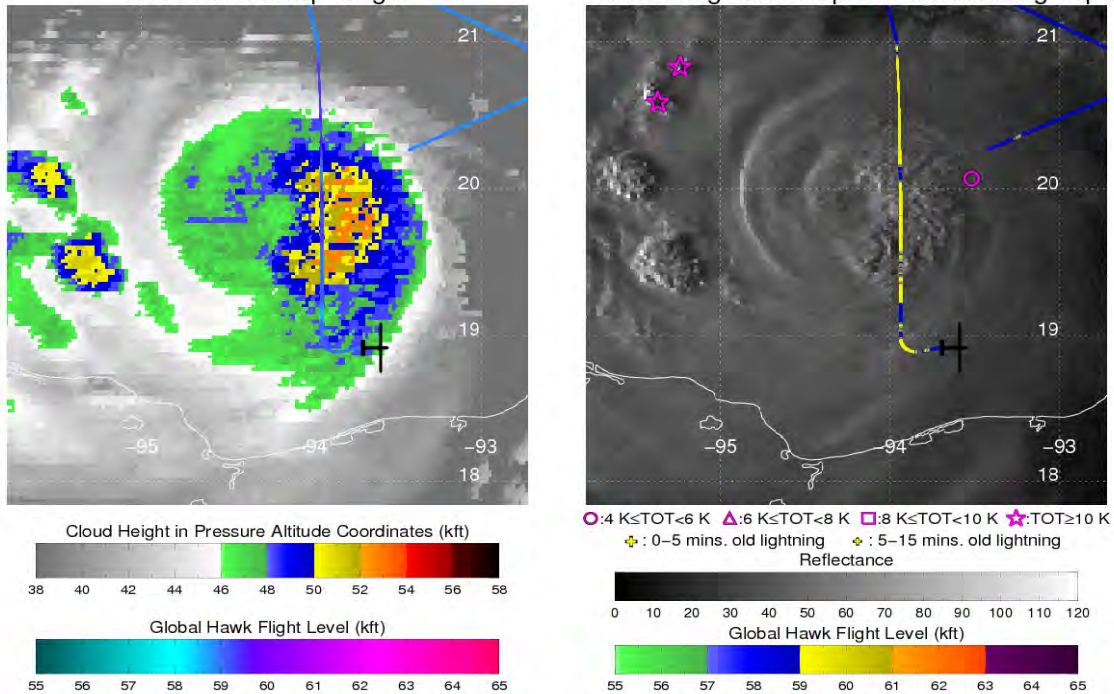 21
20
19
-95
-94
-93
18
Cloud Height in Pressure Altitude Coordinates (kft)
38 40 42 44 46 48 50 52 54 56 58
Global Hawk Flight Level (kft)
55 56 57 58 59 60 61 62 63 64 65
21
20
19
-95
-94
-93
18
:4 K≤TOT<6 K :6 K≤TOT<8 K :8 K≤TOT<10 K :TOT≥10 K
: 0-5 mins. old lightning : 5-15 mins. old lightning
Reflectance
0 10 20 30 40 50 60 70 80 90 100 110 120
Global Hawk Flight Level (kft)
55 57 59 61 62 63 65